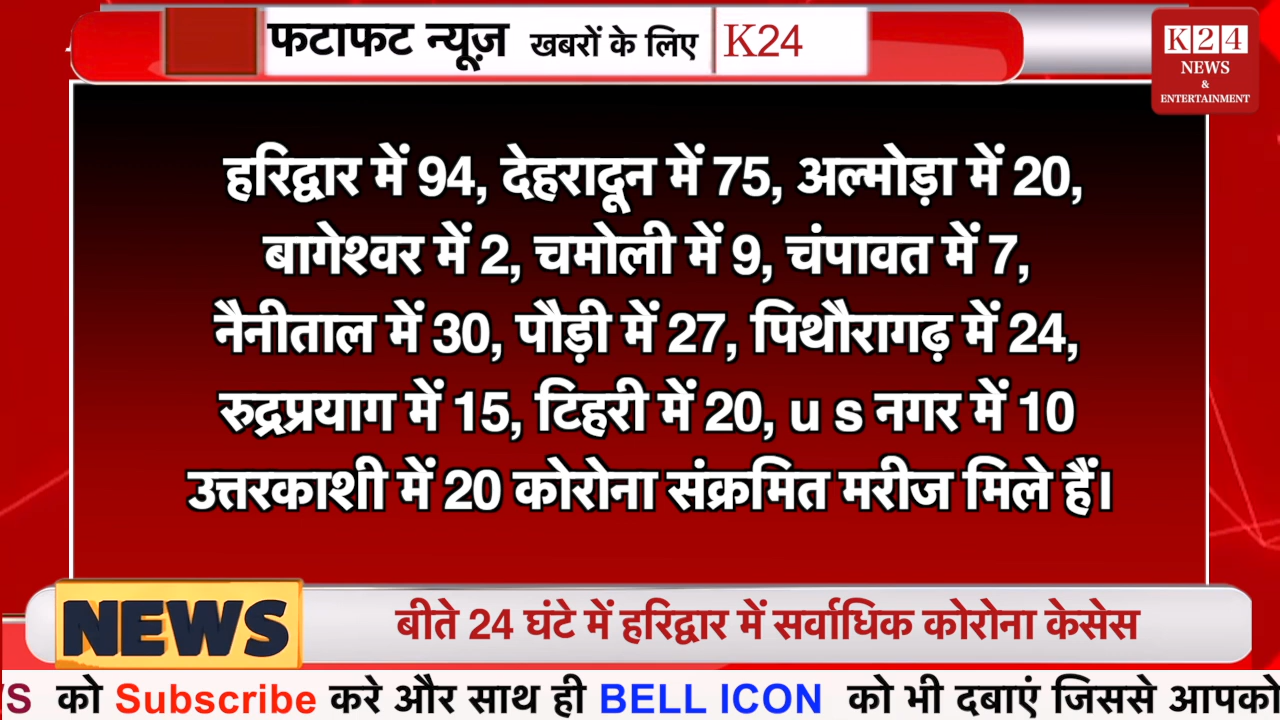 फटाफट न्यूज़ खबरों के लिए K24
K24
NEWS
&
ENTERTAINMENT
हरिद्वार में 94, देहरादून में 75, अल्मोड़ा में 20,
बागेश्वर में 2, चमोली में 9, चंपावत में 7,
नैनीताल में 30, पौड़ी में 27, पिथौरागढ़ में 24,
रुद्रप्रयाग में 15, टिहरी में 20, u s नगर में 10
उत्तरकाशी में 20 कोरोना संक्रमित मरीज मिले हैं।
NEWS बीते 24 घंटे में हरिद्वार में सर्वाधिक कोरोना केसेस
S को Subscribe करे और साथ ही BELL ICON को भी दबाएं जिससे आपको